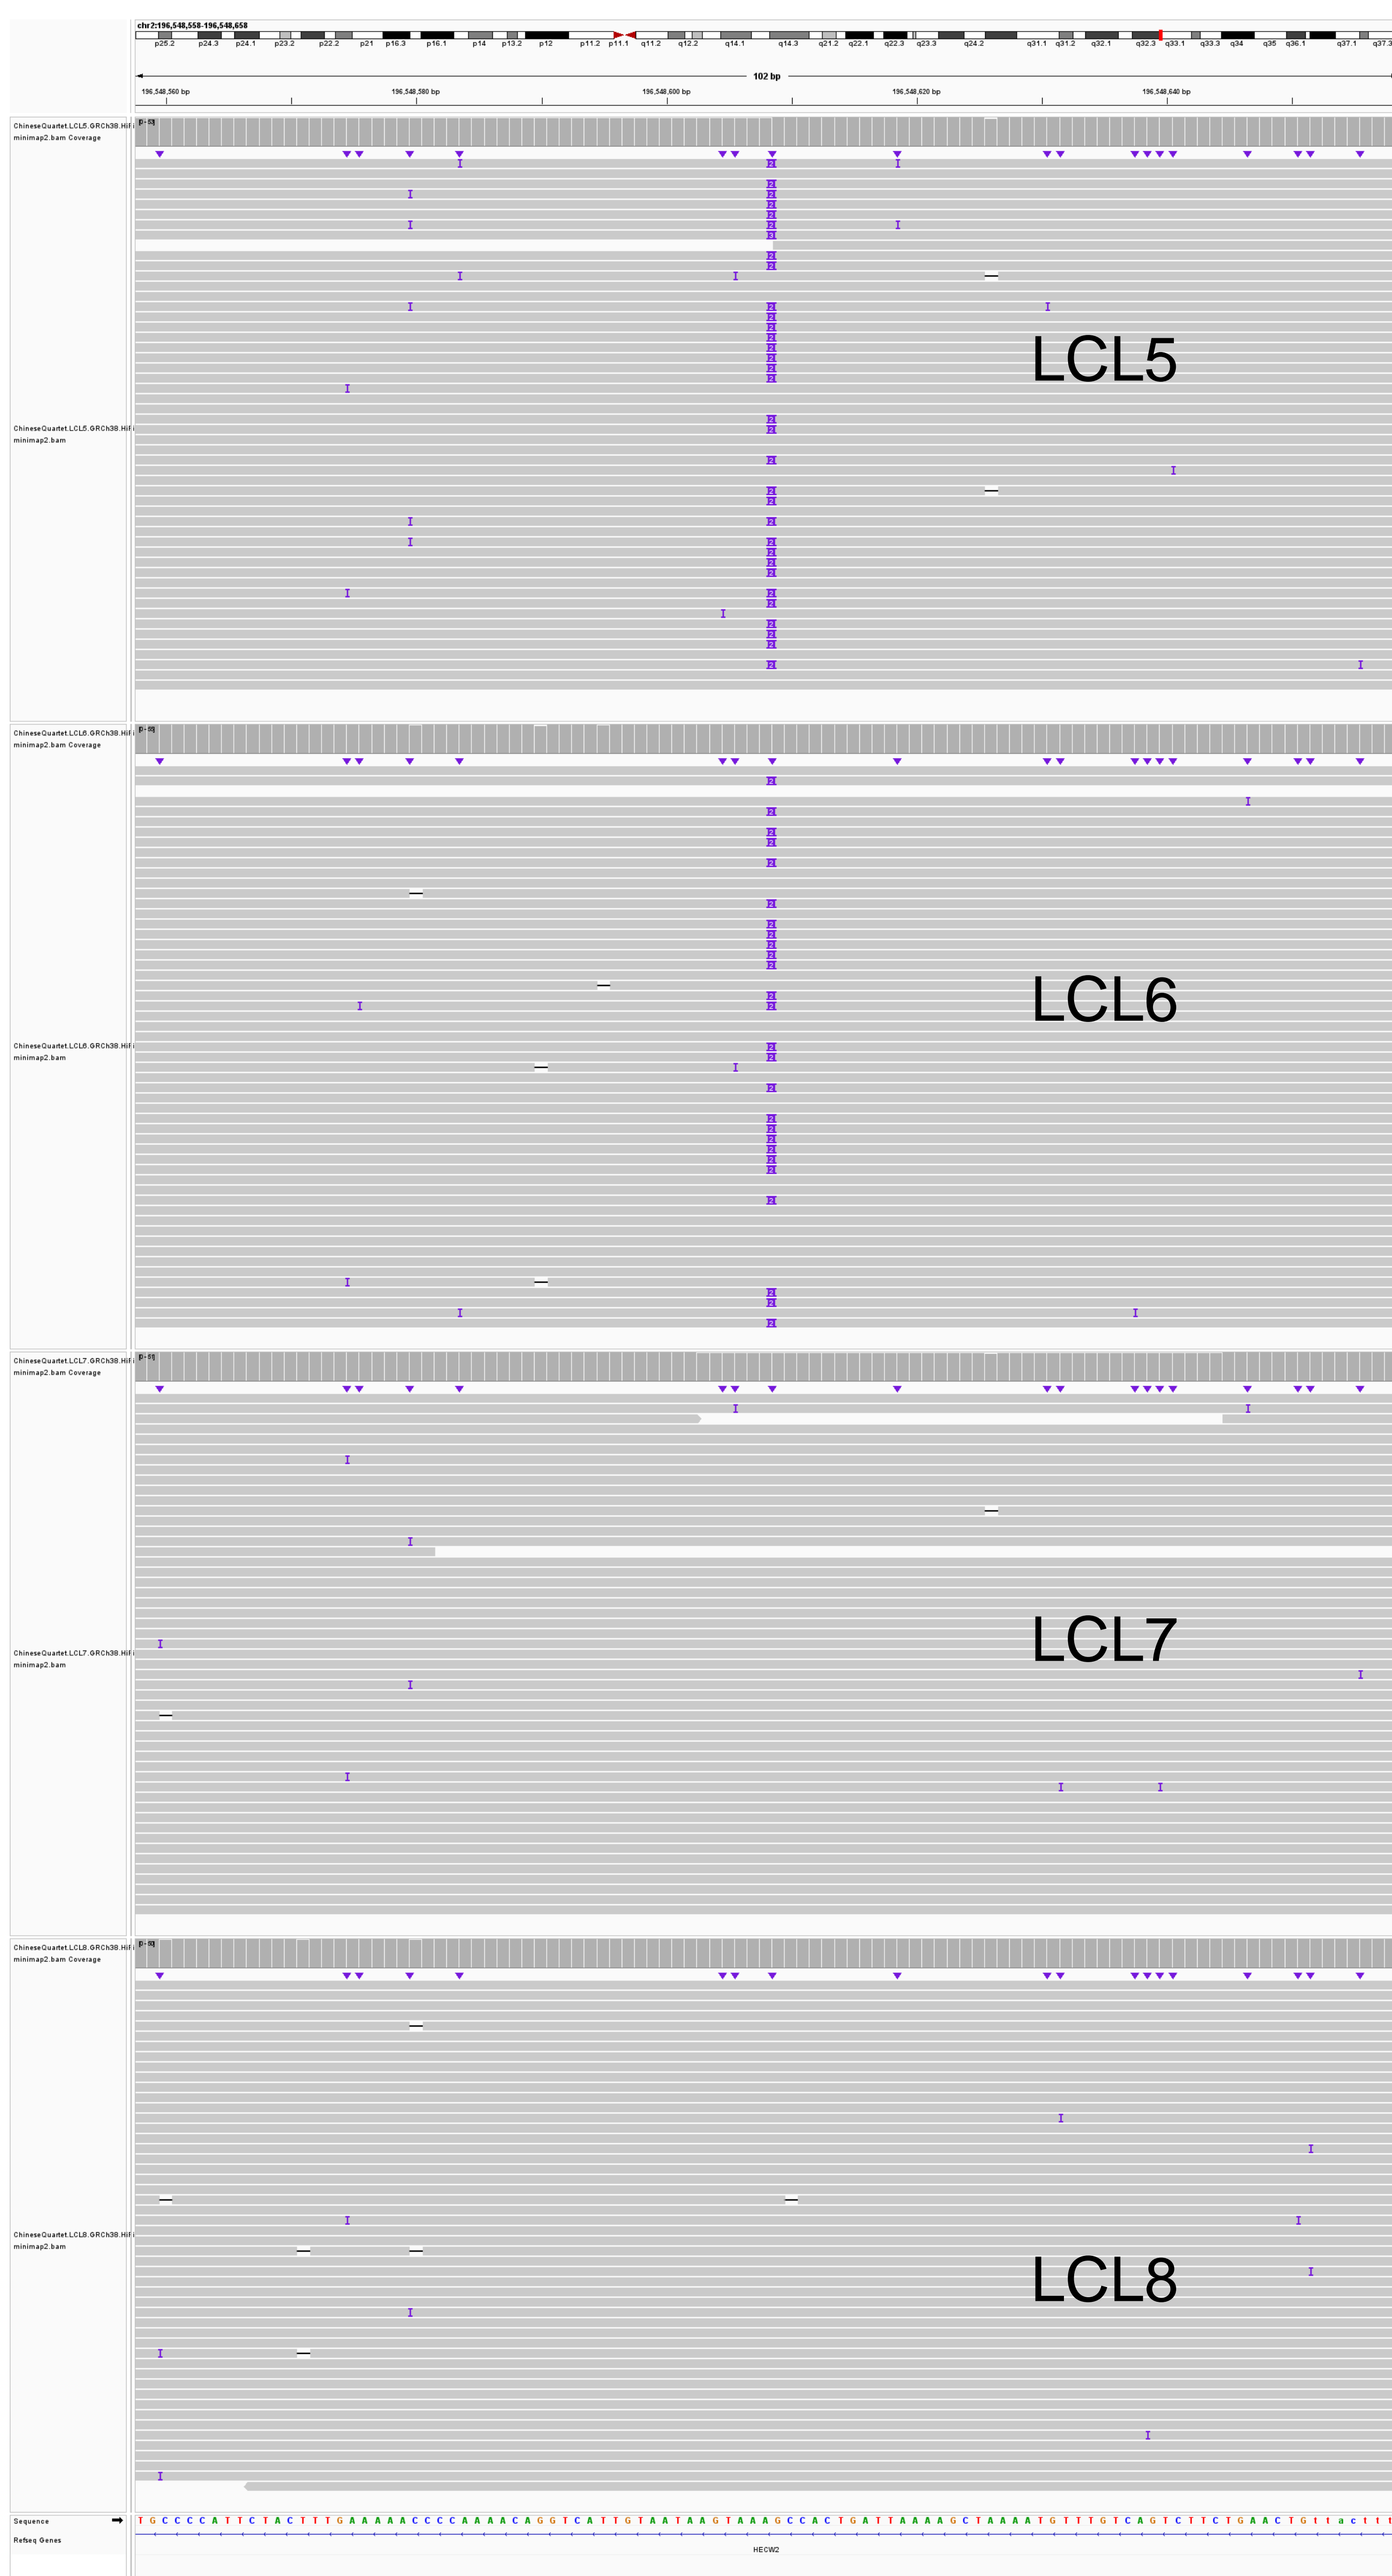 chr2:196,548,558-196,548,658
p25.2 p24.3 p24.1 p23.2 p22.2 p21 p16.3 p16.1 p14 p13.2 p12 p11.2 p11.1 q11.2 q12.2 q14.1 q14.3 q21.2 q22.1 q22.3 q23.3 q24.2 q31.1 q31.2 q32.1 q32.3 q33.1 q33.3 q34 q35 q36.1 q37.1 q37.3
102 bp
196,548,560 bp 196,548,580 bp 196,548,600 bp 196,548,620 bp 196,548,640 bp
ChineseQuartet.LCL5.GRCh38.HiFi
minimap2.bam Coverage
LCL5
ChineseQuartet.LCL5.GRCh38.HiFi
minimap2.bam
ChineseQuartet.LCL6.GRCh38.HiFi
minimap2.bam Coverage
LCL6
ChineseQuartet.LCL6.GRCh38.HiFi
minimap2.bam
ChineseQuartet.LCL7.GRCh38.HiFi
minimap2.bam Coverage
LCL7
ChineseQuartet.LCL7.GRCh38.HiFi
minimap2.bam
ChineseQuartet.LCL8.GRCh38.HiFi
minimap2.bam Coverage
ChineseQuartet.LCL8.GRCh38.HiFi
minimap2.bam
LCL8
Sequence T G C C C C A T T C T A C T T T G A A A A A C C C C A A A A C A G G T C A T T G T A A T A A G T A A A G C C A C T G A T T A A A A G C T A A A A T G T T T G T C A G T C T T C T G A A C T G t t a c t t t
Refseq Genes
HECW2